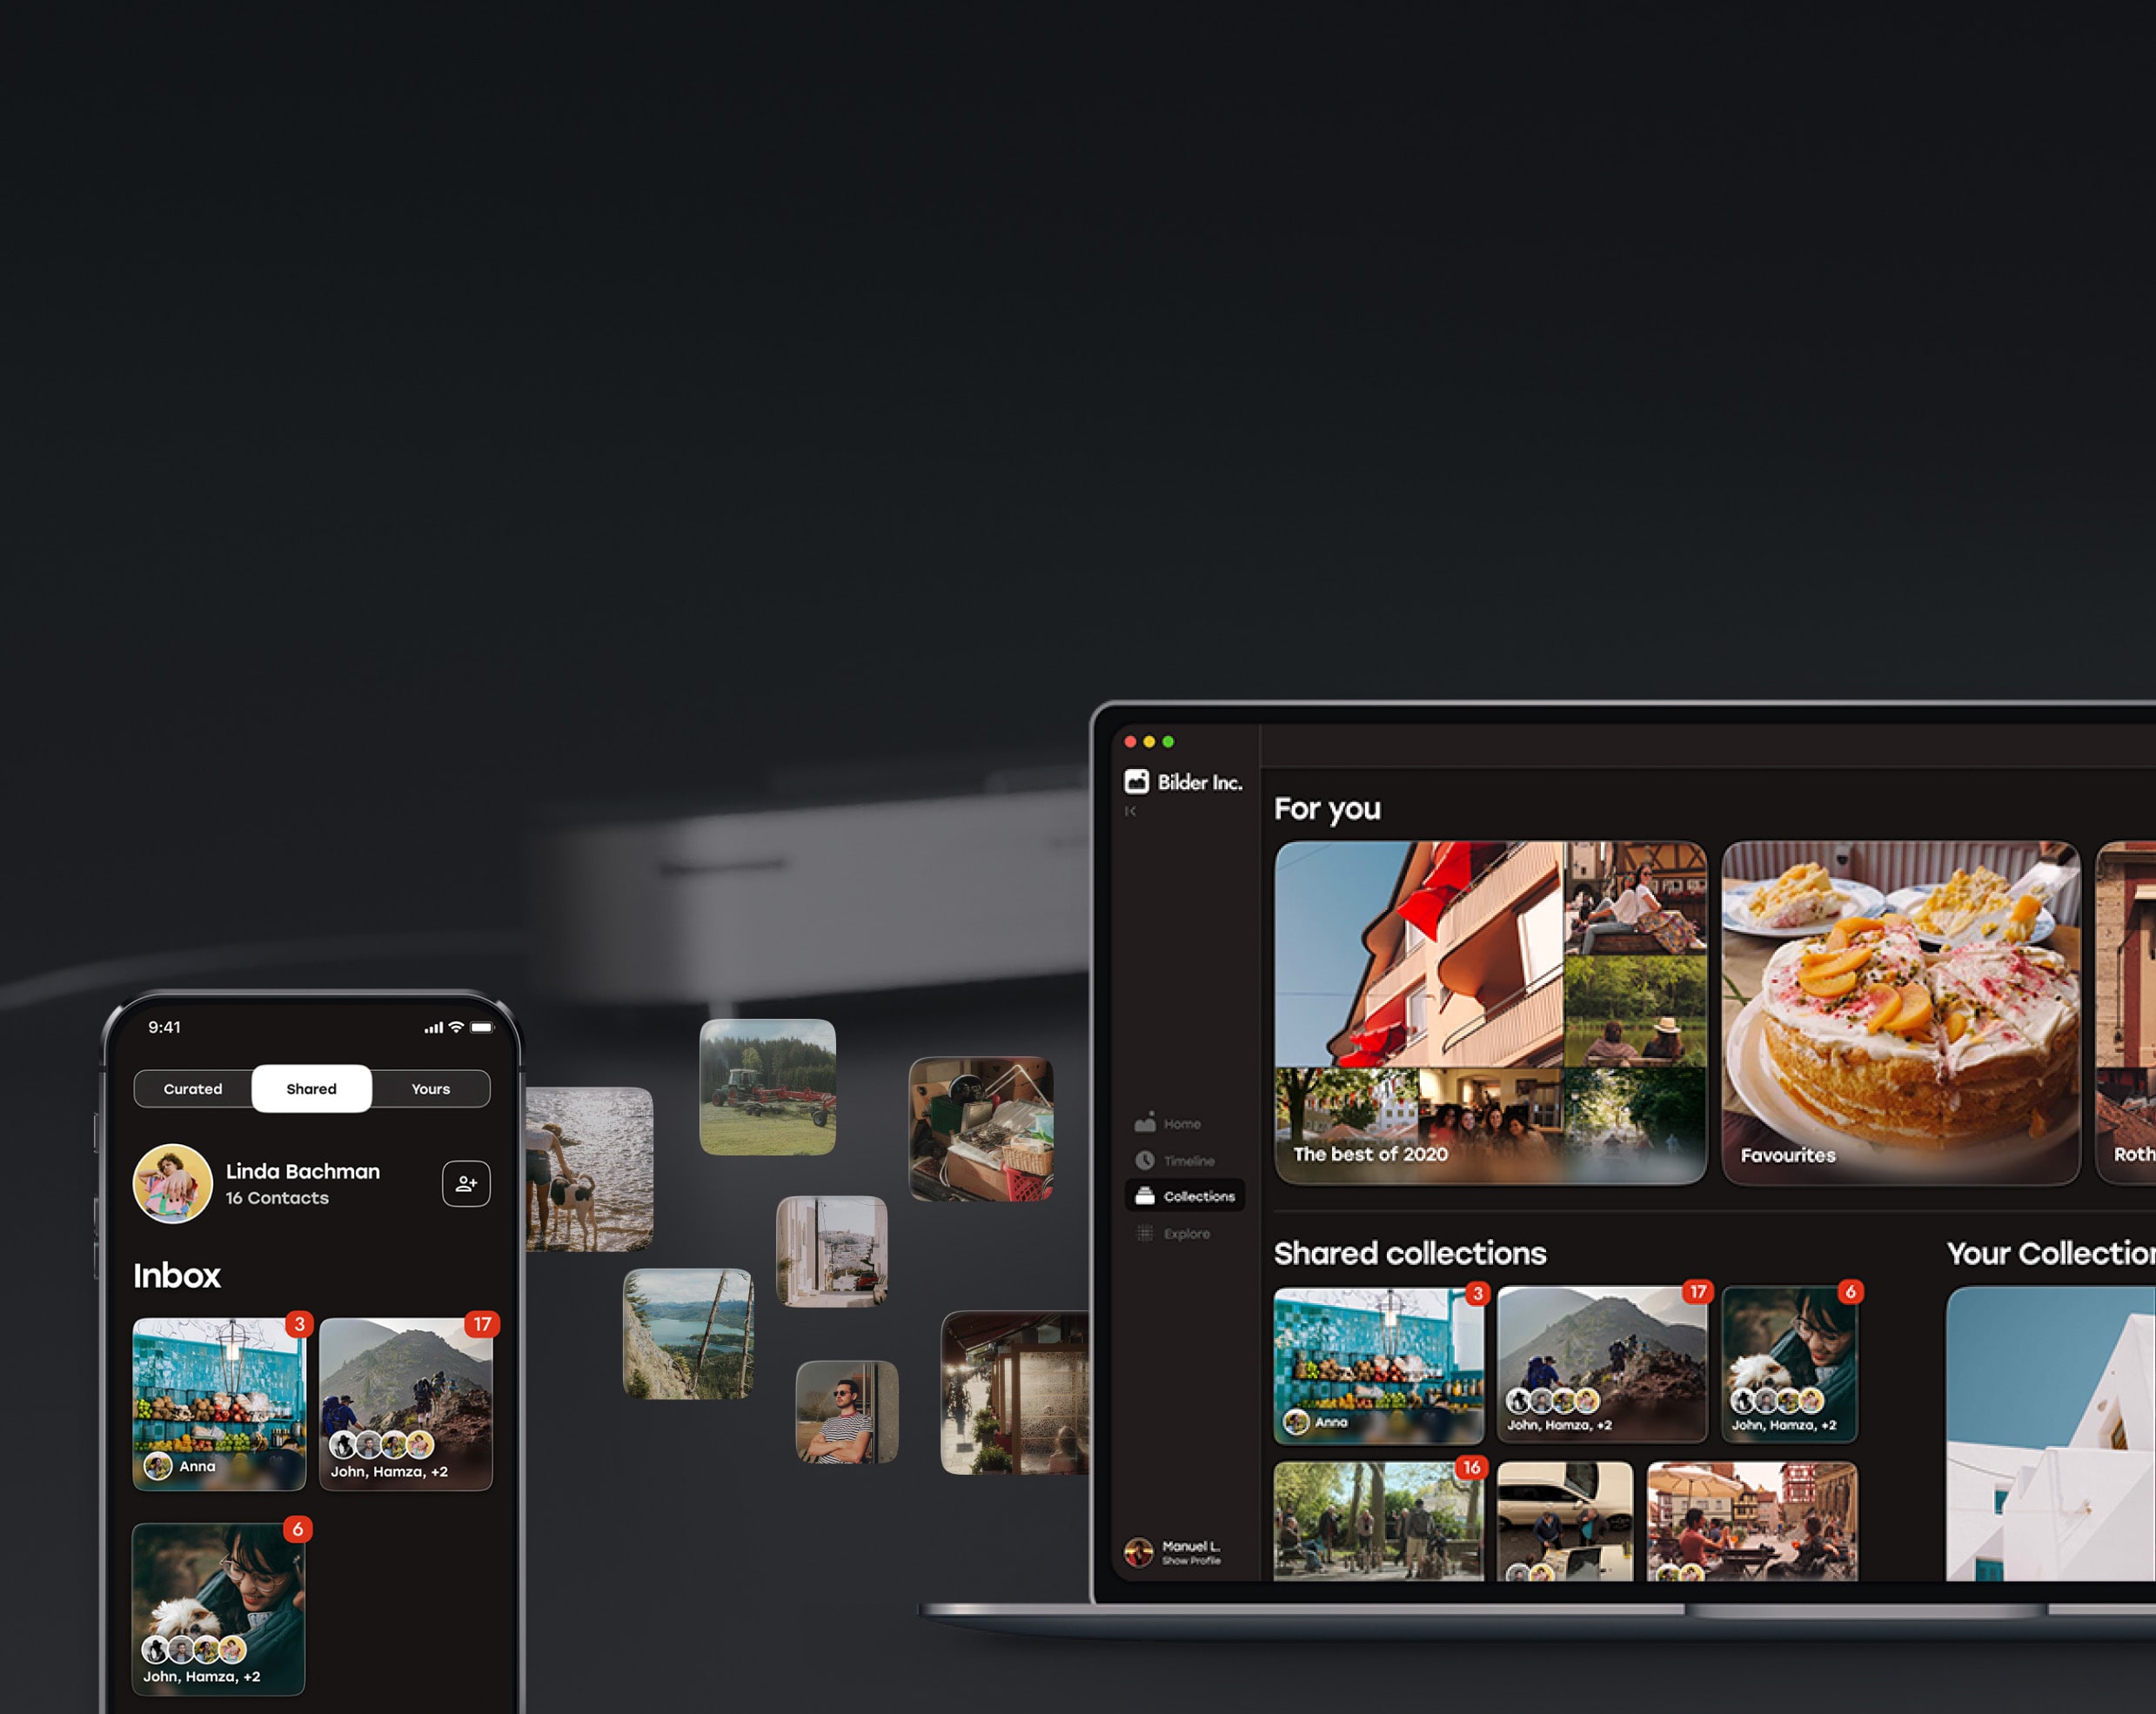 9:41
Curated
Shared
Yours
Linda Bachman
16 Contacts
Inbox
3
17
Anna
John, Hamza, +2
6
John, Hamza, +2
Bilder Inc.
Home
Timeline
Collections
Explore
Manuel L.
Show Profile
For you
The best of 2020
Favourites
Roth
Shared collections
3
17
6
Anna
John, Hamza, +2
John, Hamza, +2
16
Your Collection